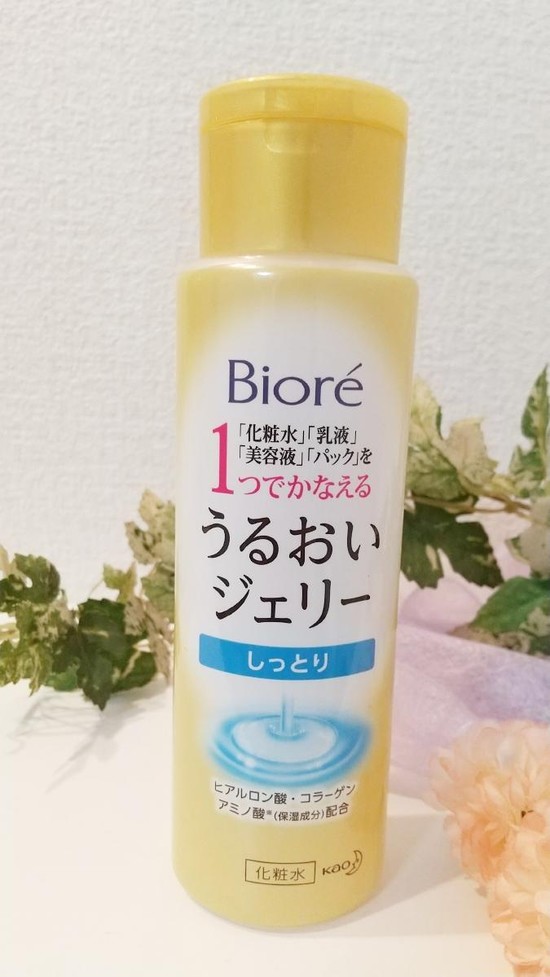 Bioré
「化粧水」「乳液」
「美容液」「パック」を
1つでかなえる
うるおい
ジェリー
しっとり
ヒアルロン酸・コラーゲン
アミノ酸*(保湿成分)配合
化粧水 Kao